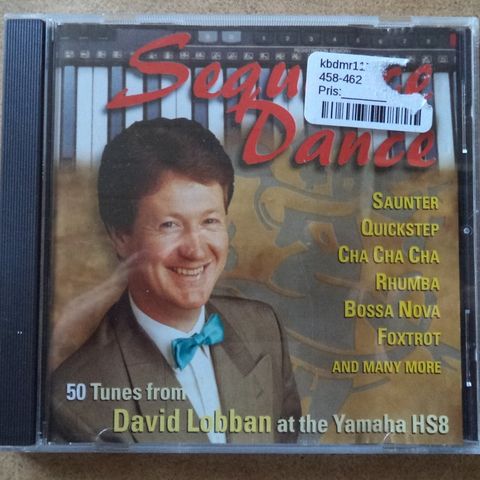 kbdmr11
458-462
Pris:
Dance
SAUNTER
QUICKSTEP
CHA CHA CHA
RHUMBA
BOSSA NOVA
FOXTROT
AND MANY MORE
50 Tunes from
David Lobban at the Yamaha HS8